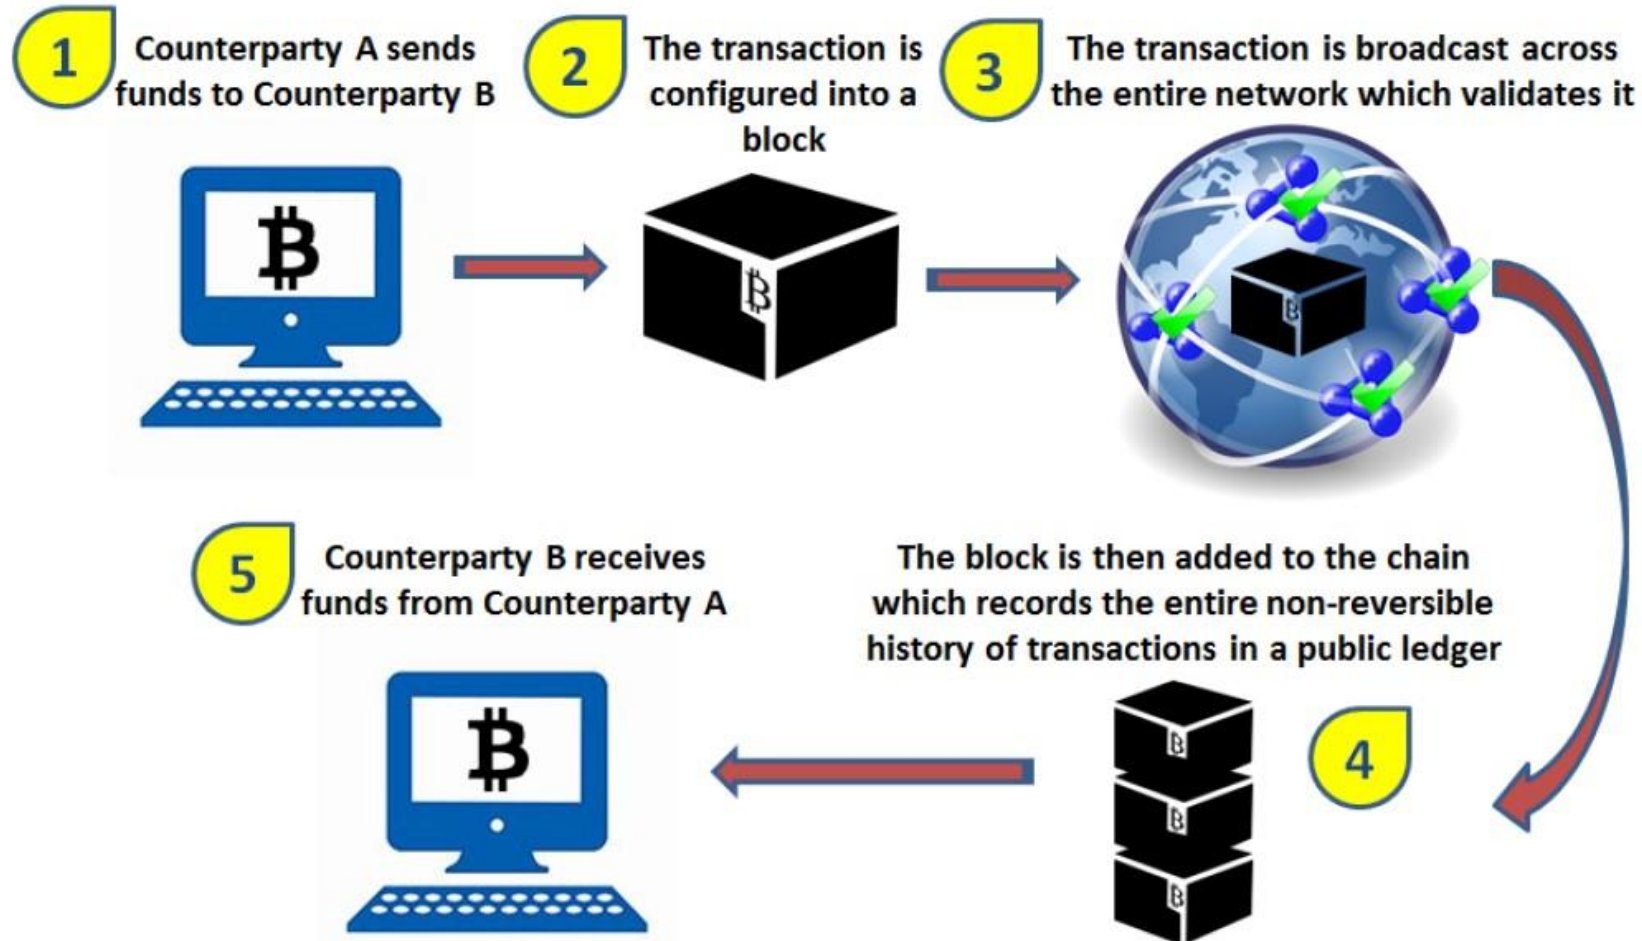 1
Counterparty A sends
funds to Counterparty B
2
The transaction is
configured into a
block
3
The transaction is broadcast across
the entire network which validates it
₿
₿
₿
5
Counterparty B receives
funds from Counterparty A
The block is then added to the chain
which records the entire non-reversible
history of transactions in a public ledger
4
₿
₿
₿
₿